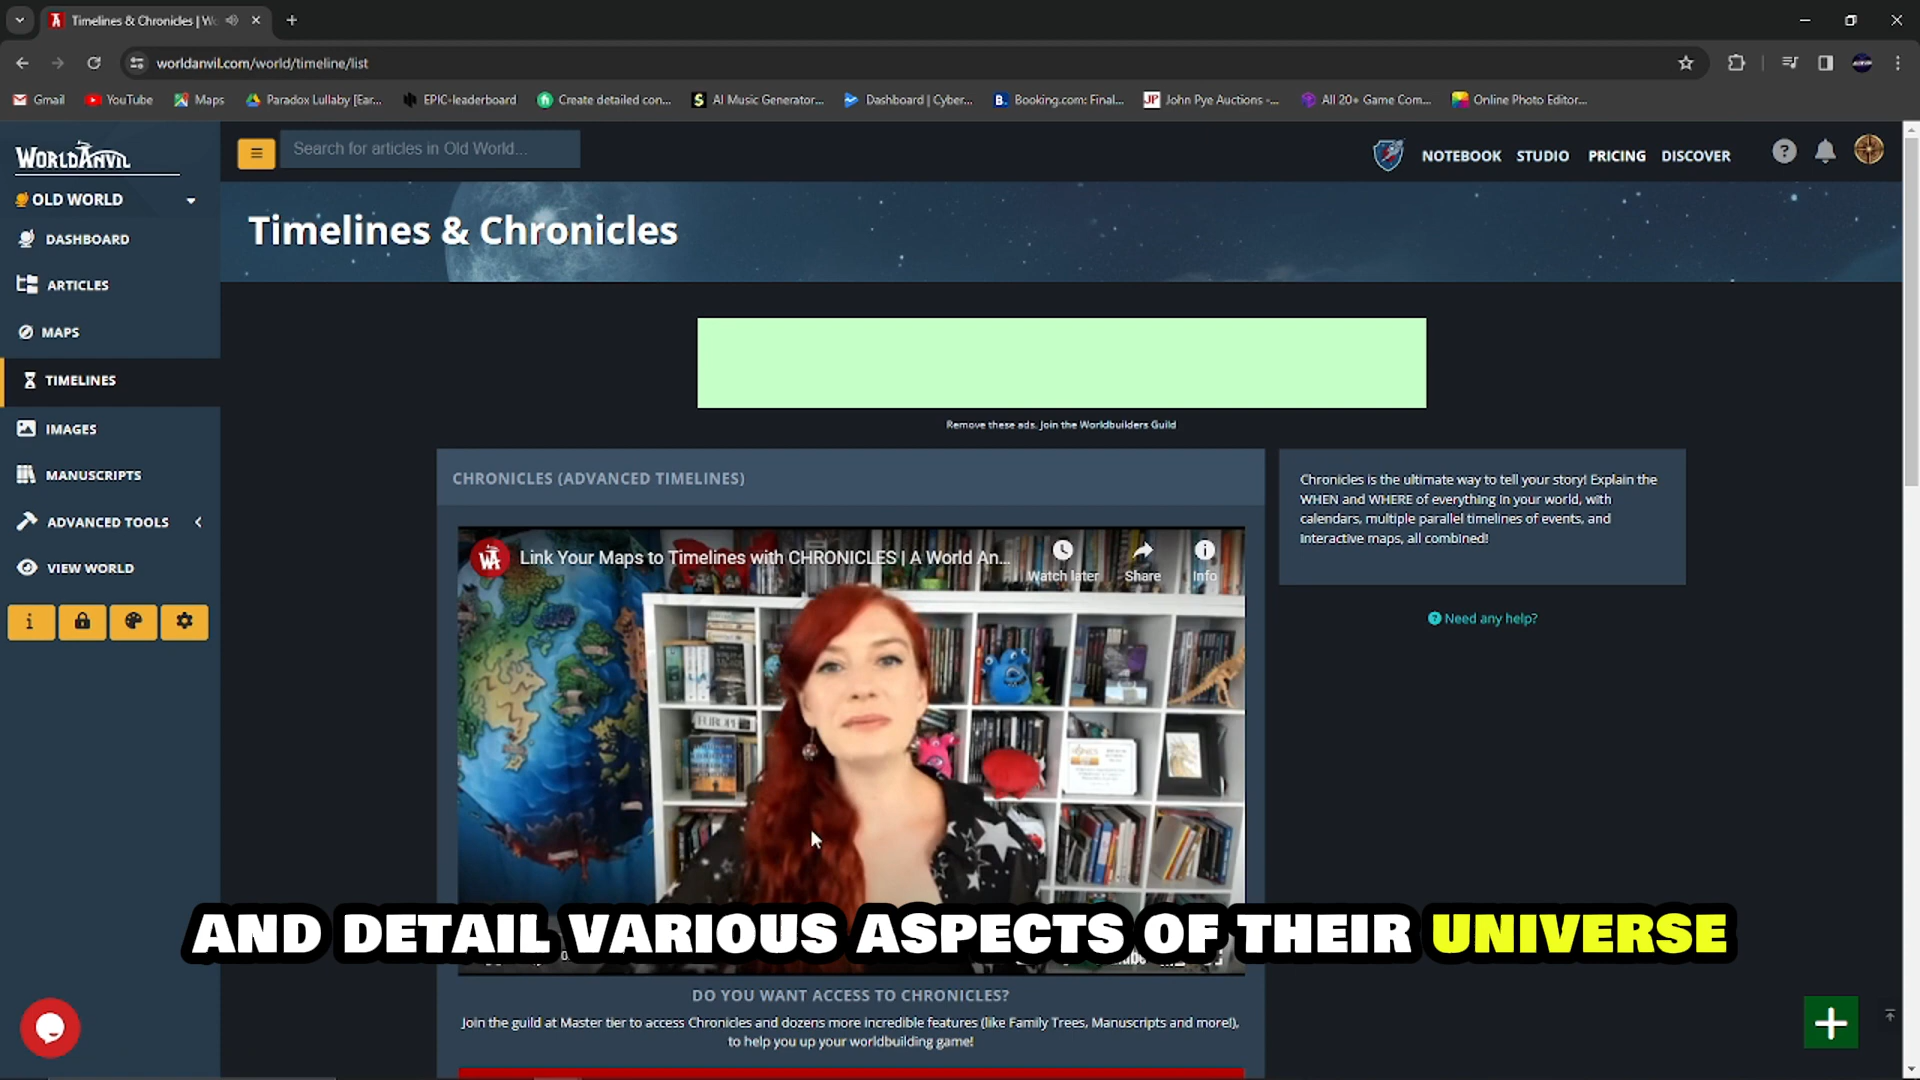 Timelines & Chronicles | Wo
worldanvil.com/world/timeline/list
Gmail
YouTube
Maps
Paradox Lullaby [Ear...
EPIC-leaderboard
Create detailed con...
AI Music Generator...
Dashboard | Cyber...
Booking.com: Final...
John Pye Auctions -...
All 20+ Game Com...
Online Photo Editor...
WORLDANVIL
Search for articles in Old World...
NOTEBOOK
STUDIO
PRICING
DISCOVER
OLD WORLD
DASHBOARD
ARTICLES
MAPS
TIMELINES
IMAGES
MANUSCRIPTS
ADVANCED TOOLS
VIEW WORLD
Timelines & Chronicles
Remove these ads. Join the Worldbuilders Guild
CHRONICLES (ADVANCED TIMELINES)
Link Your Maps to Timelines with CHRONICLES | A World An...
Watch later
Share
Info
EUROPE
Chronicles is the ultimate way to tell your story! Explain the
WHEN and WHERE of everything in your world, with
calendars, multiple parallel timelines of events, and
interactive maps, all combined!
Need any help?
AND DETAIL VARIOUS ASPECTS OF THEIR UNIVERSE
DO YOU WANT ACCESS TO CHRONICLES?
Join the guild at Master tier to access Chronicles and dozens more incredible features (like Family Trees, Manuscripts and more!),
to help you up your worldbuilding game!